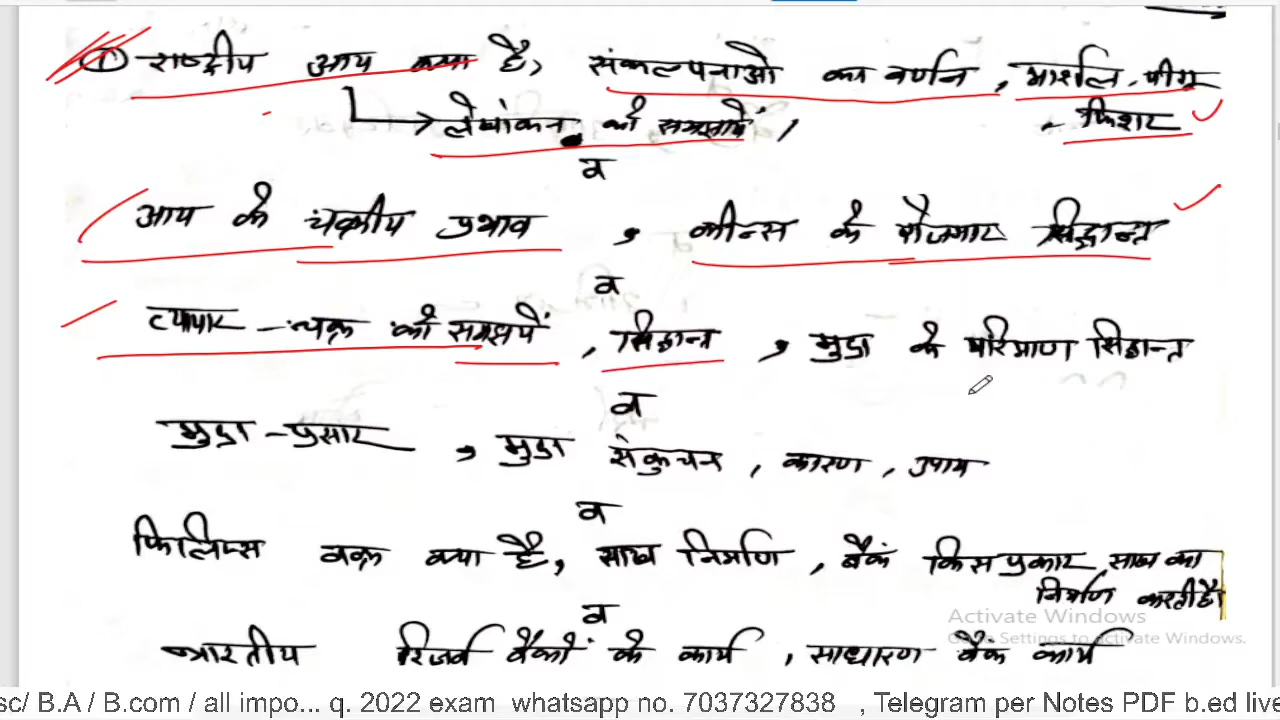 ① राष्ट्रीय आय क्या है, संकल्पनाओ का वर्णन, मार्शल - पीगू
लेखांकन की समस्यायें, - फिशर
व
आय के चक्रीय प्रभाव, कीन्स के रोजगार सिद्धान्त
व
व्यापार - चक्र की समस्यायें, सिद्धान्त, मुद्रा के परिमाण सिद्धान्त
व
मुद्रा - प्रसार, मुद्रा संकुचन, कारण, उपाय
व
फिलिप्स वक्र क्या है, साख निर्माण, बैकं किस प्रकार साख का
निर्माण करती है।
व
भारतीय रिजर्व बैंकों के कार्य, साधारण बैंक कार्य
Activate Windows
Go to Settings to activate Windows.
sc/ B.A / B.com / all impo... q. 2022 exam whatsapp no. 7037327838 , Telegram per Notes PDF b.ed live